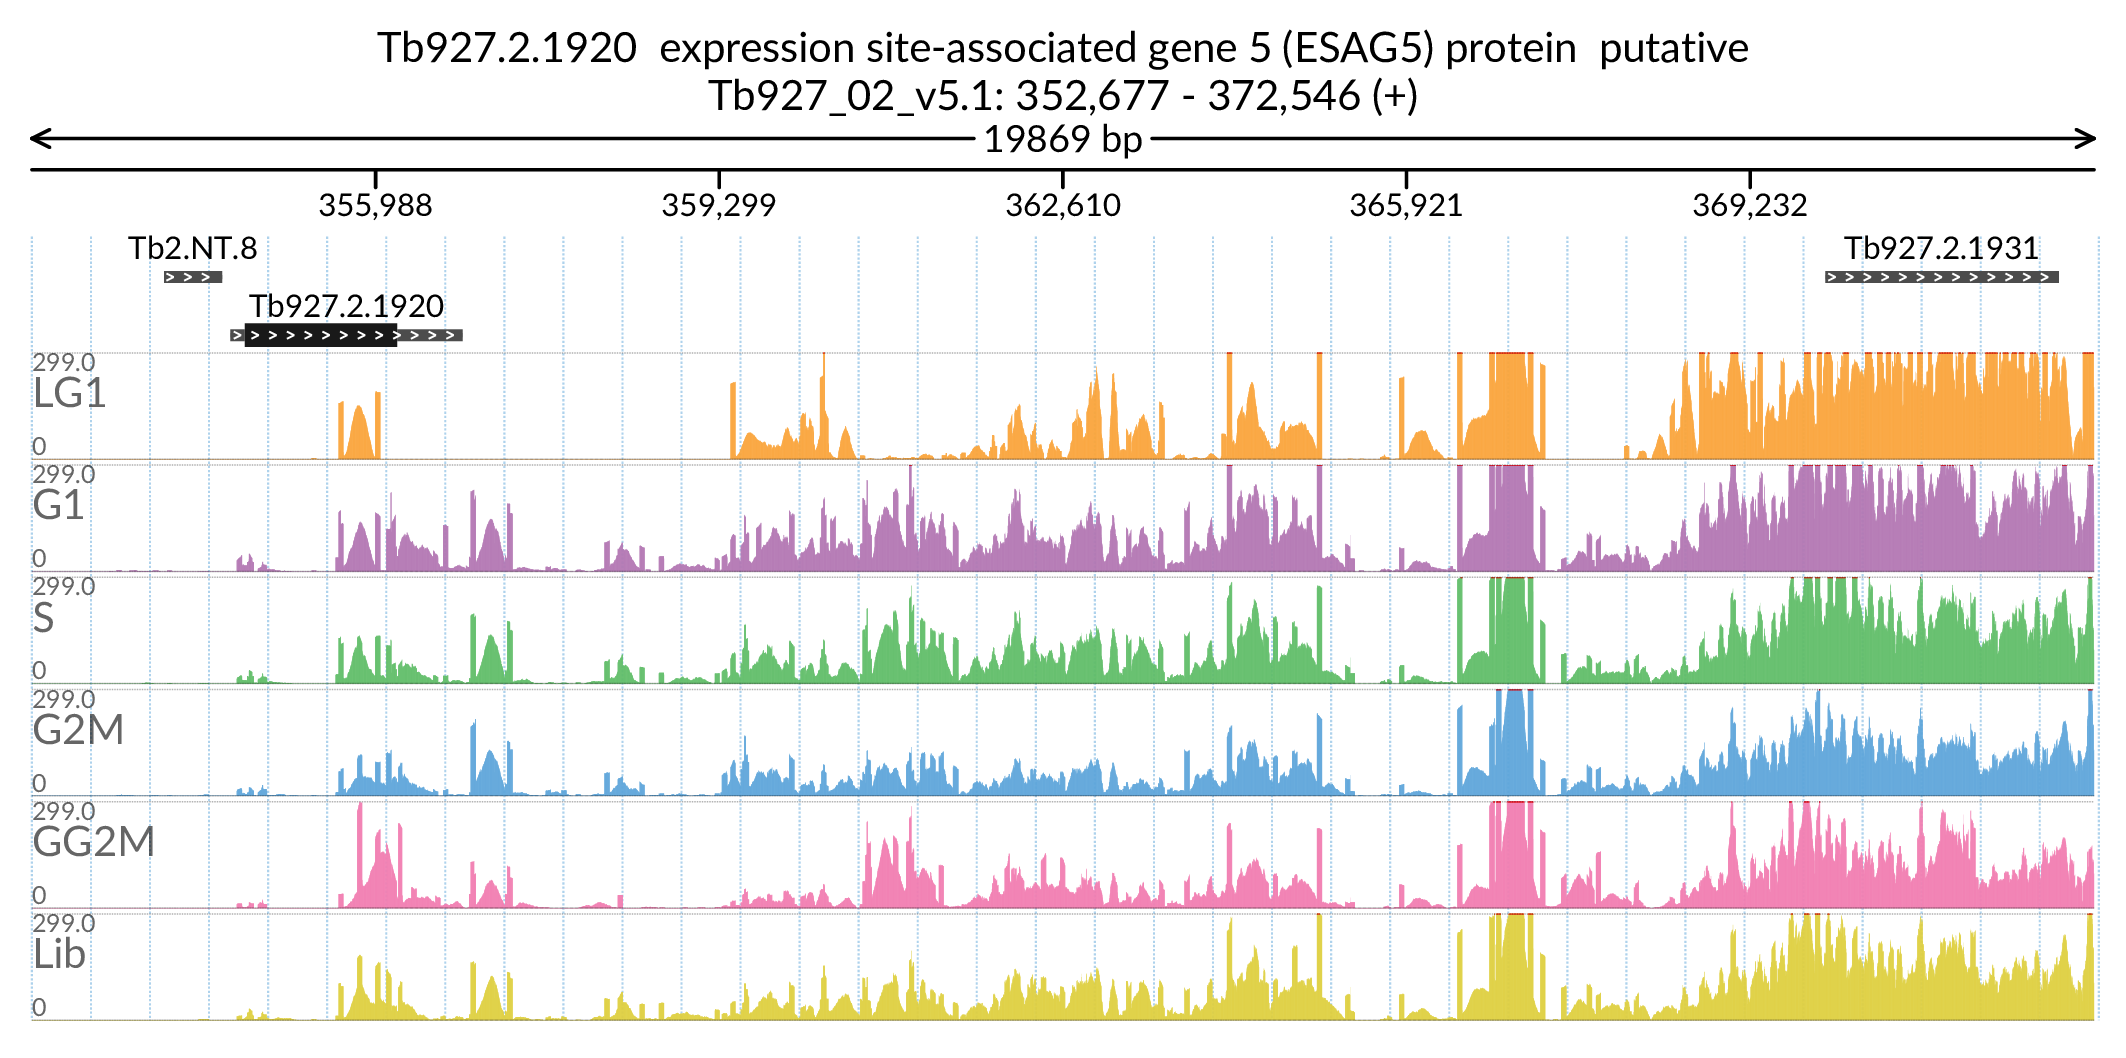 Tb927.2.1920  expression site-associated gene 5 (ESAG5) protein  putative
Tb927_02_v5.1: 352,677 - 372,546 (+)
19869 bp
355,988 359,299 362,610 365,921 369,232
Tb2.NT.8 Tb927.2.1931
Tb927.2.1920
299.0
LG1
0
299.0
G1
0
299.0
S
0
299.0
G2M
0
299.0
GG2M
0
299.0
Lib
0